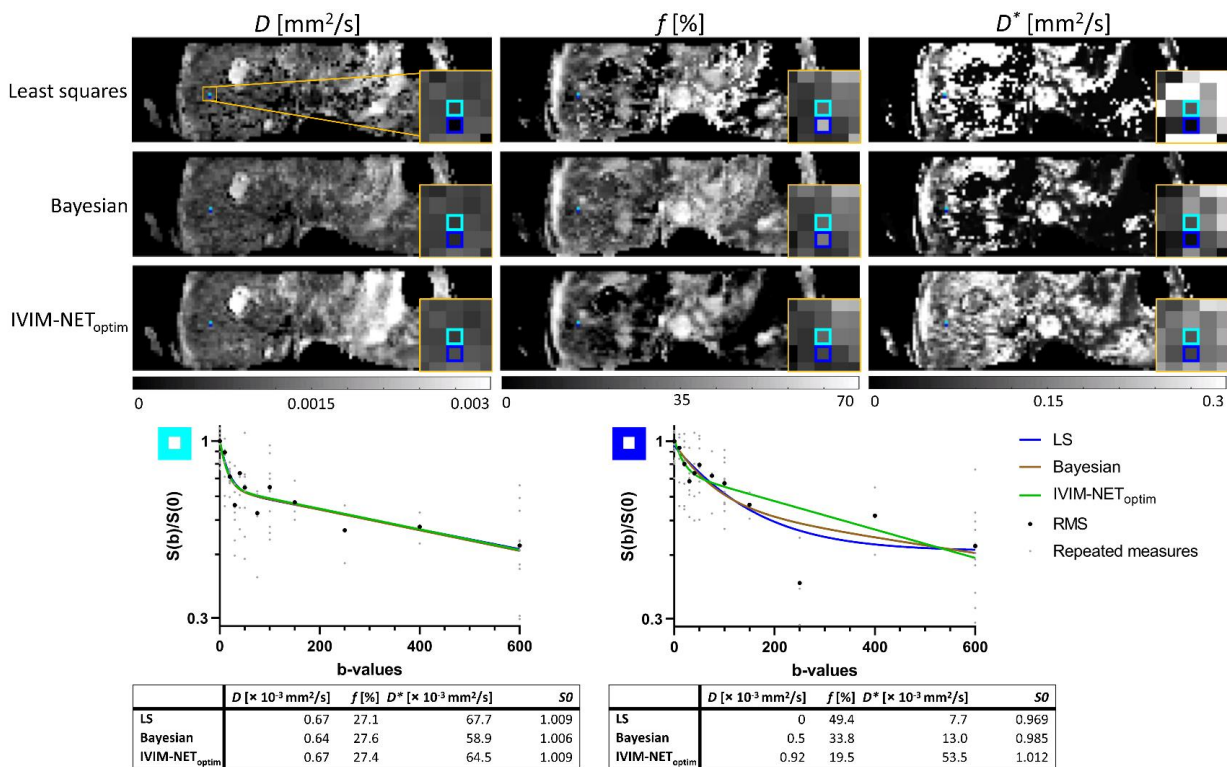 D [mm²/s] f [%] D* [mm²/s]
Least squares
Bayesian
IVIM-NEToptim
0 0.0015 0.003 0 35 70 0 0.15 0.3
1 1
0.3 0.3
S(b)/S(0) S(b)/S(0)
200 400 600 0 200 400 600
b-values b-values
LS
Bayesian
IVIM-NEToptim
RMS
Repeated measures
D [× 10⁻³ mm²/s] f [%] D* [× 10⁻³ mm²/s] S0
LS 0.67 27.1 67.7 1.009
Bayesian 0.64 27.6 58.9 1.006
IVIM-NEToptim 0.67 27.4 64.5 1.009
D [× 10⁻³ mm²/s] f [%] D* [× 10⁻³ mm²/s] S0
LS 0 49.4 7.7 0.969
Bayesian 0.5 33.8 13.0 0.985
IVIM-NEToptim 0.92 19.5 53.5 1.012